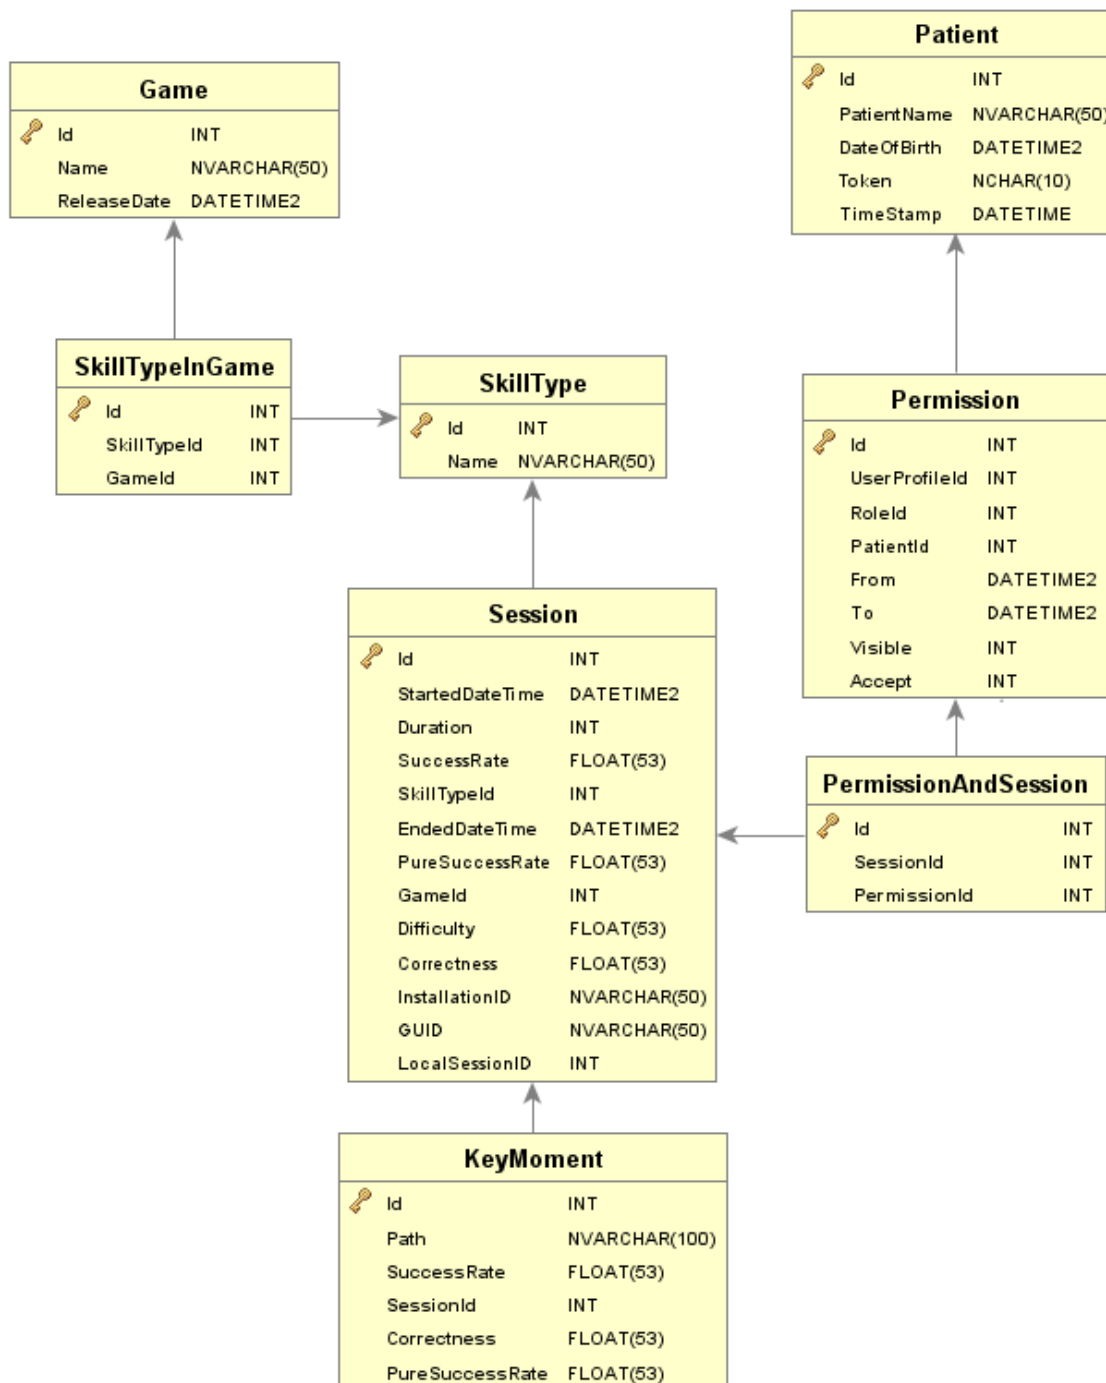 Patient
Id INT
PatientName NVARCHAR(50)
DateOfBirth DATETIME2
Token NCHAR(10)
TimeStamp DATETIME
Game
Id INT
Name NVARCHAR(50)
ReleaseDate DATETIME2
SkillTypeInGame
Id INT
SkillTypeId INT
GameId INT
SkillType
Id INT
Name NVARCHAR(50)
Permission
Id INT
UserProfileId INT
RoleId INT
PatientId INT
From DATETIME2
To DATETIME2
Visible INT
Accept INT
Session
Id INT
StartedDateTime DATETIME2
Duration INT
SuccessRate FLOAT(53)
SkillTypeId INT
EndedDateTime DATETIME2
PureSuccessRate FLOAT(53)
GameId INT
Difficulty FLOAT(53)
Correctness FLOAT(53)
InstallationID NVARCHAR(50)
GUID NVARCHAR(50)
LocalSessionID INT
PermissionAndSession
Id INT
SessionId INT
PermissionId INT
KeyMoment
Id INT
Path NVARCHAR(100)
SuccessRate FLOAT(53)
SessionId INT
Correctness FLOAT(53)
PureSuccessRate FLOAT(53)